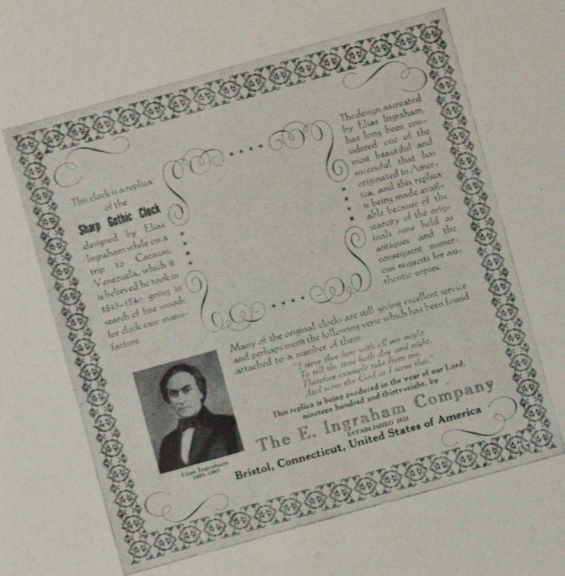 This clock is a replica
of the
Sharp Gothic Clock
designed by Elias
Ingraham while on a
trip to Caracas,
Venezuela, which it
is believed he took in
1845-1846, going in
search of fine woods
for clock case manu-
facture.
The design, as created
by Elias Ingraham,
has long been con-
sidered one of the
most beautiful and
successful that has
originated in Amer-
ica, and this replica
is being made avail-
able because of the
scarcity of the orig-
inals now held as
antiques and the
consequent numer-
ous requests for au-
thentic copies.
Many of the original clocks are still giving excellent service
and perhaps merit the following verse which has been found
attached to a number of them:
"I serve thee here with all my might
To tell the time both day and night,
Therefore example take from me,
And serve thy God as I serve thee."
This replica is being produced in the year of our Lord,
nineteen hundred and thirty-eight, by
The E. Ingraham Company
ESTABLISHED 1831
Bristol, Connecticut, United States of America
Elias Ingraham
1805-1885